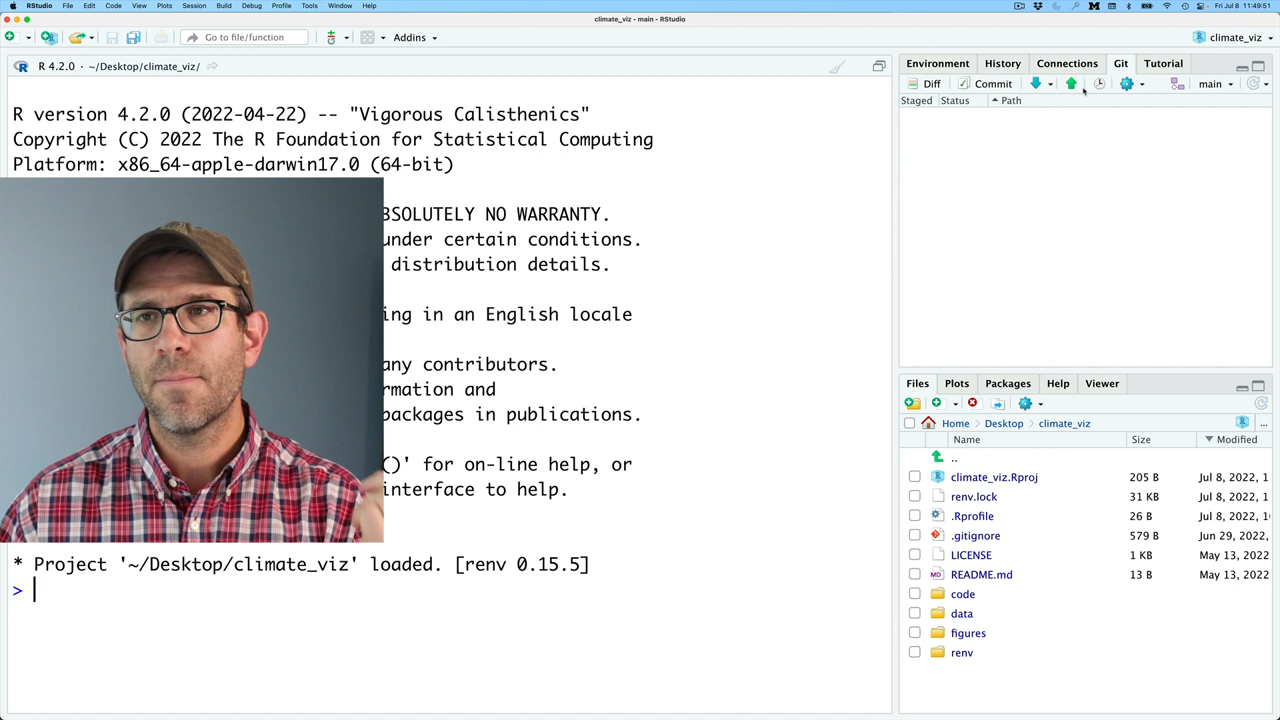 RStudio File Edit Code View Plots Session Build Debug Profile Tools Window Help Fri Jul 8 11:49:51
climate_viz - main - RStudio
Go to file/function Addins climate_viz
R 4.2.0 · ~/Desktop/climate_viz/
R version 4.2.0 (2022-04-22) -- "Vigorous Calisthenics"
Copyright (C) 2022 The R Foundation for Statistical Computing
Platform: x86_64-apple-darwin17.0 (64-bit)
SOLUTELY NO WARRANTY.
under certain conditions.
distribution details.
ing in an English locale
any contributors.
rmation and
packages in publications.
()' for on-line help, or
interface to help.
* Project '~/Desktop/climate_viz' loaded. [renv 0.15.5]
>
Environment History Connections Git Tutorial
Diff Commit main
Staged Status Path
Files Plots Packages Help Viewer
Home Desktop climate_viz ...
Name Size Modified
..
climate_viz.Rproj 205 B Jul 8, 2022, 1
renv.lock 31 KB Jul 8, 2022, 1
.Rprofile 26 B Jul 8, 2022, 1
.gitignore 579 B Jun 29, 2022,
LICENSE 1 KB May 13, 2022
README.md 13 B May 13, 2022
code
data
figures
renv